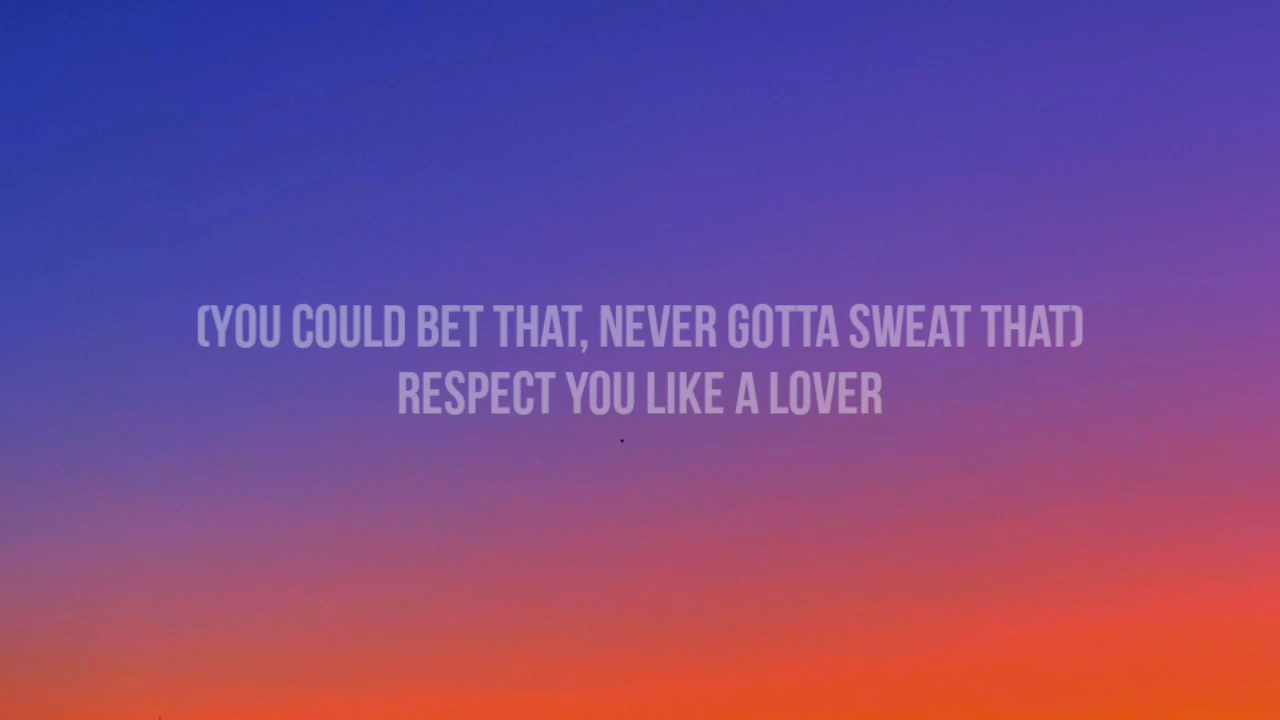 (YOU COULD BET THAT, NEVER GOTTA SWEAT THAT)
RESPECT YOU LIKE A LOVER